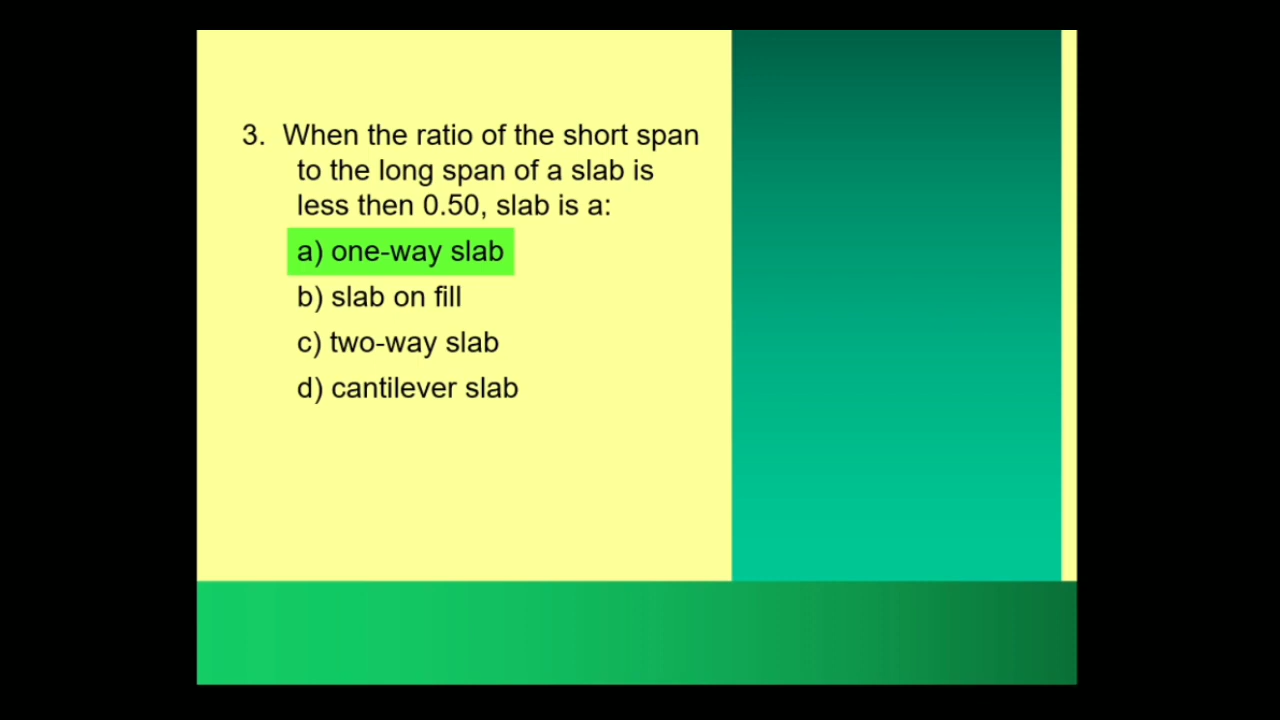 3. When the ratio of the short span
to the long span of a slab is
less then 0.50, slab is a:
a) one-way slab
b) slab on fill
c) two-way slab
d) cantilever slab